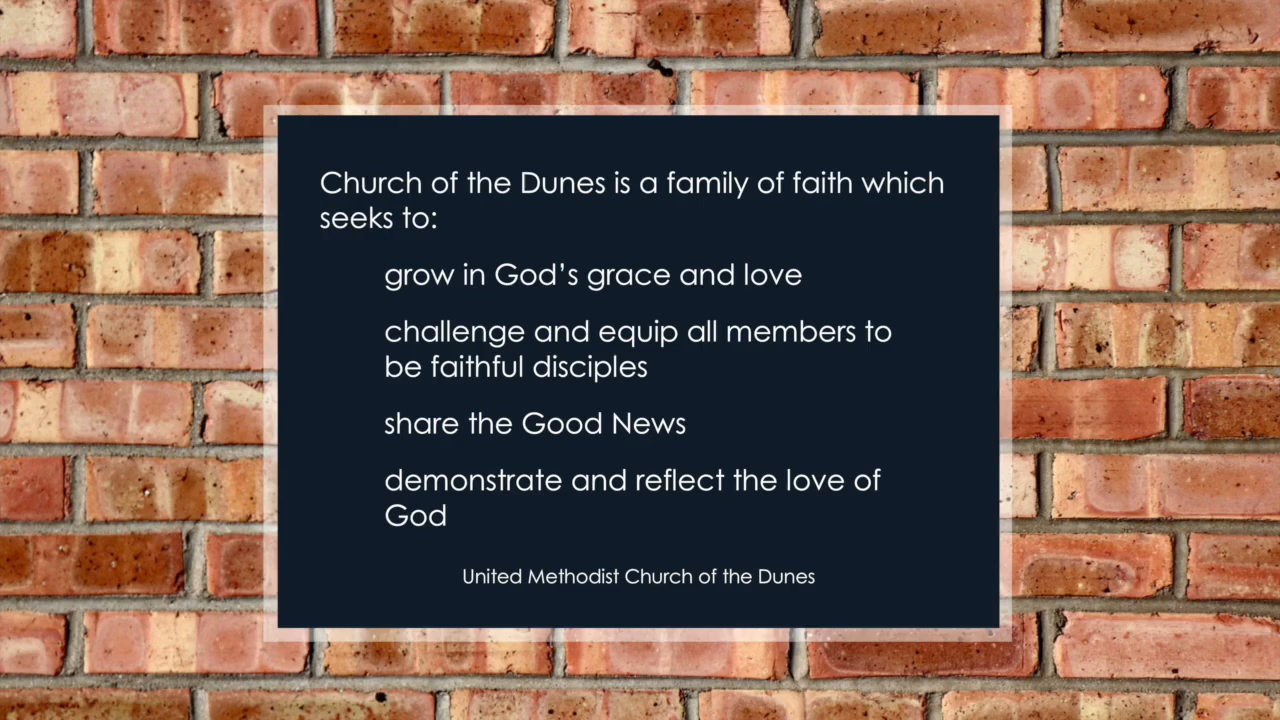 Church of the Dunes is a family of faith which
seeks to:
grow in God’s grace and love
challenge and equip all members to
be faithful disciples
share the Good News
demonstrate and reflect the love of
God
United Methodist Church of the Dunes